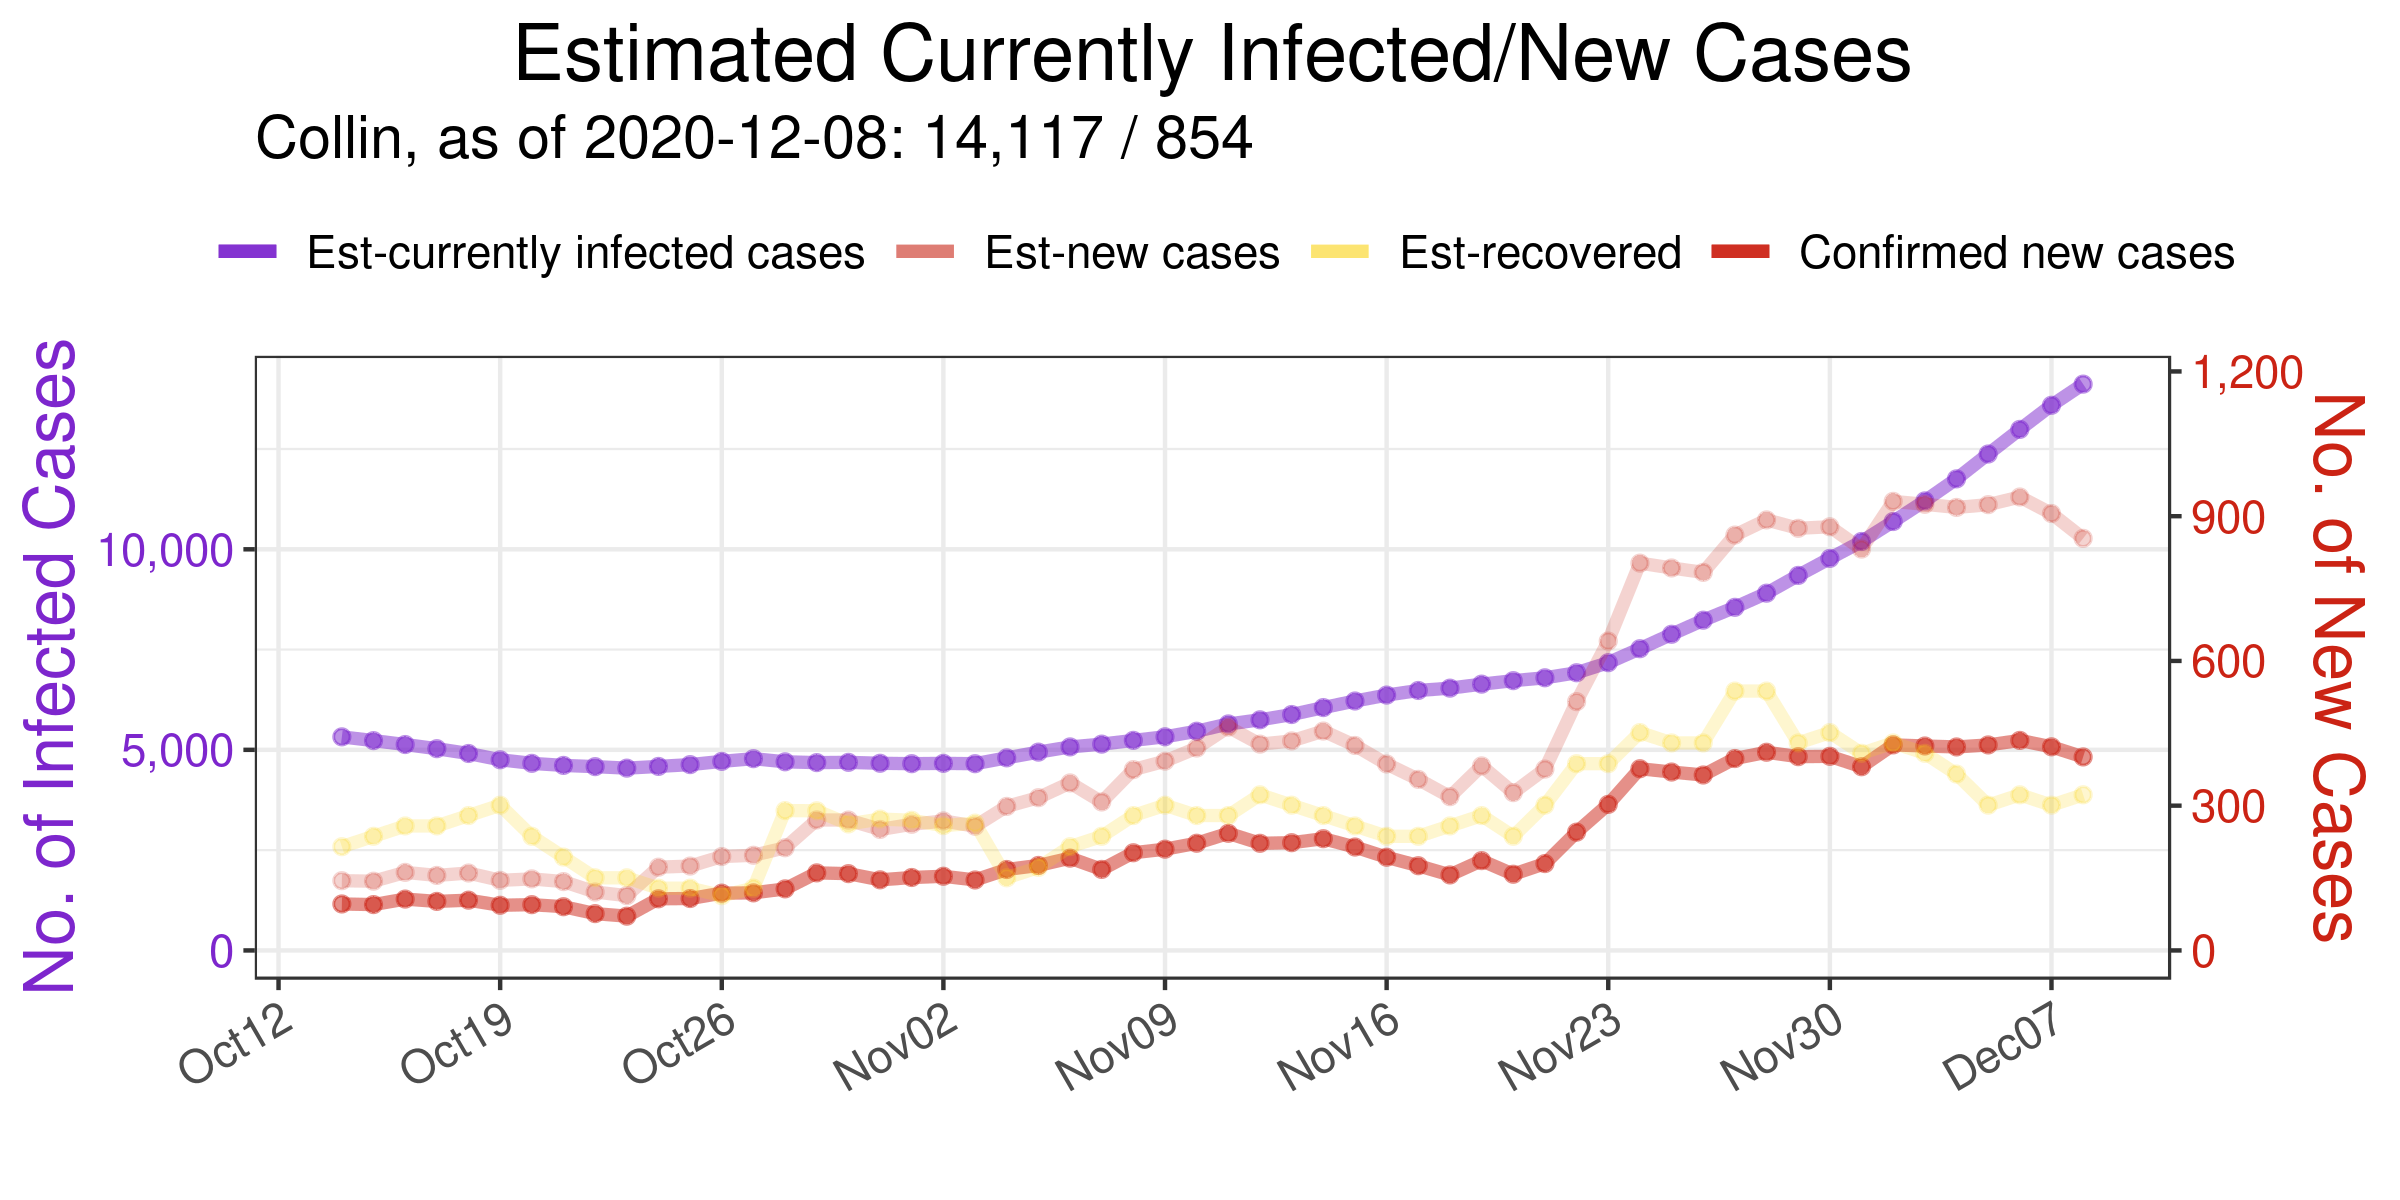 Estimated Currently Infected/New Cases
Collin, as of 2020-12-08: 14,117 / 854
Est-currently infected cases
Est-new cases
Est-recovered
Confirmed new cases
No. of Infected Cases
10,000
5,000
0
1,200
900
600
300
0
No. of New Cases
Oct12
Oct19
Oct26
Nov02
Nov09
Nov16
Nov23
Nov30
Dec07